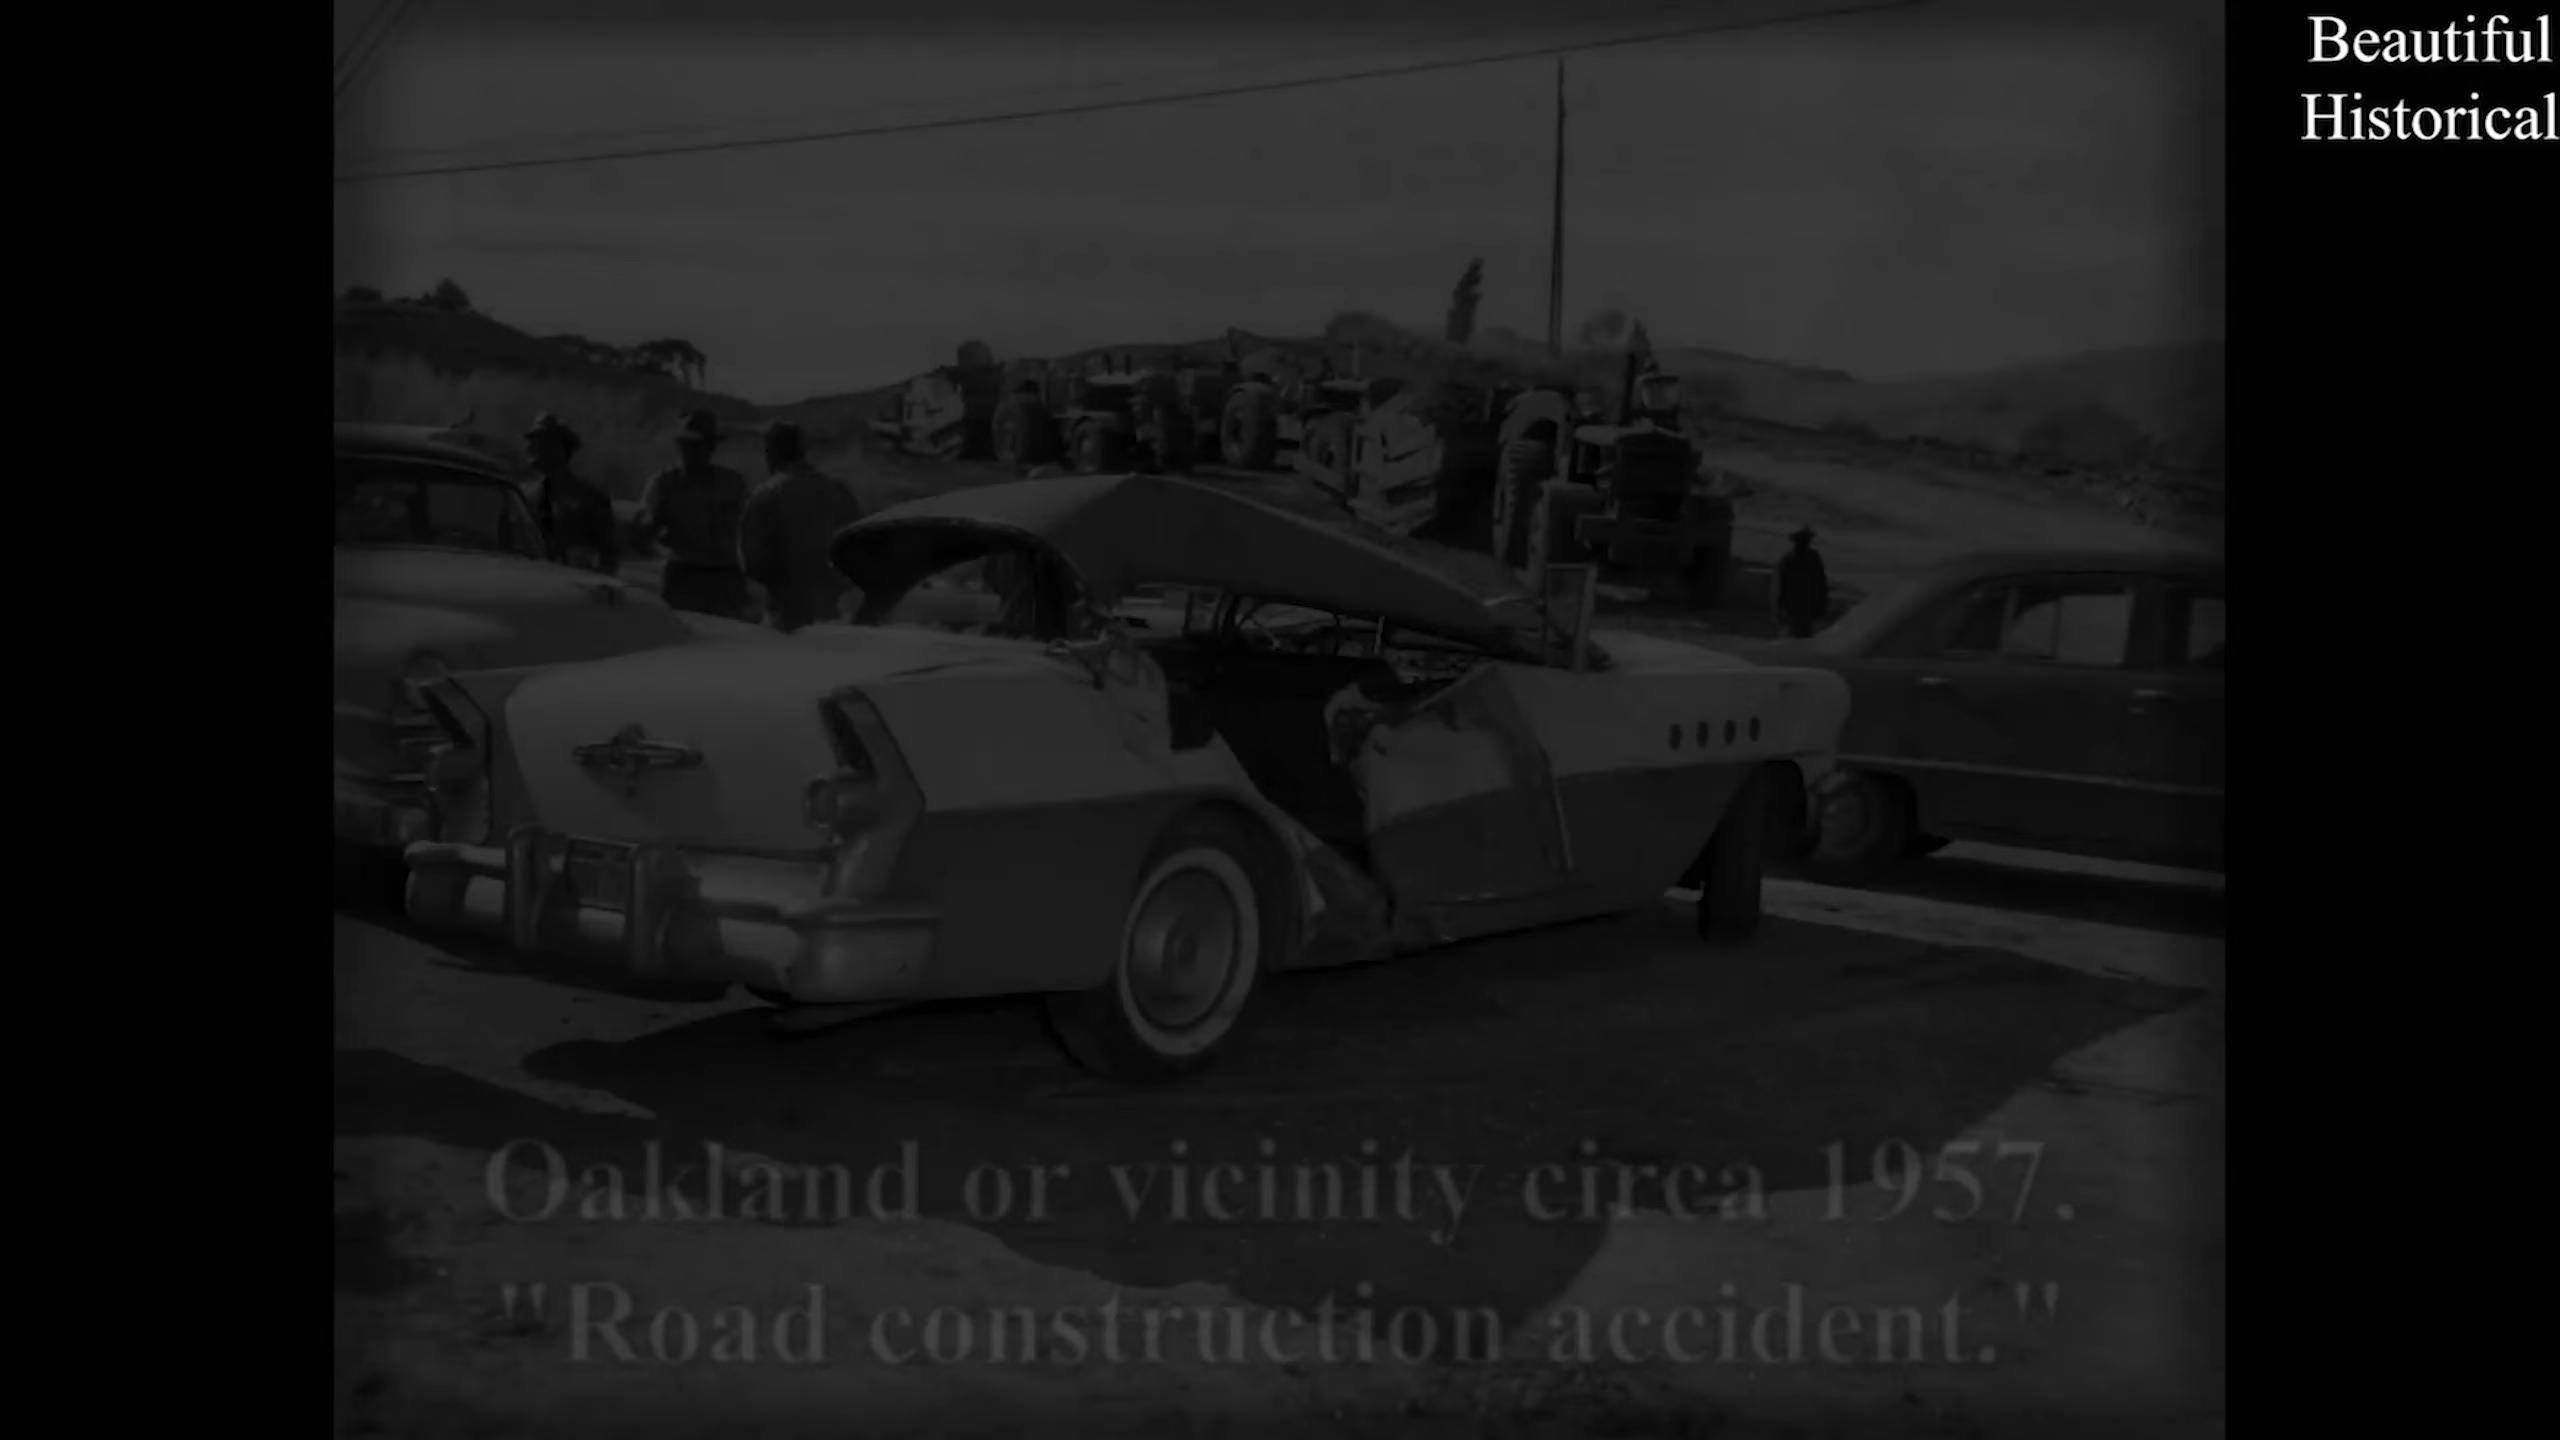 Beautiful
Historical
Oakland or vicinity circa 1957.
"Road construction accident."